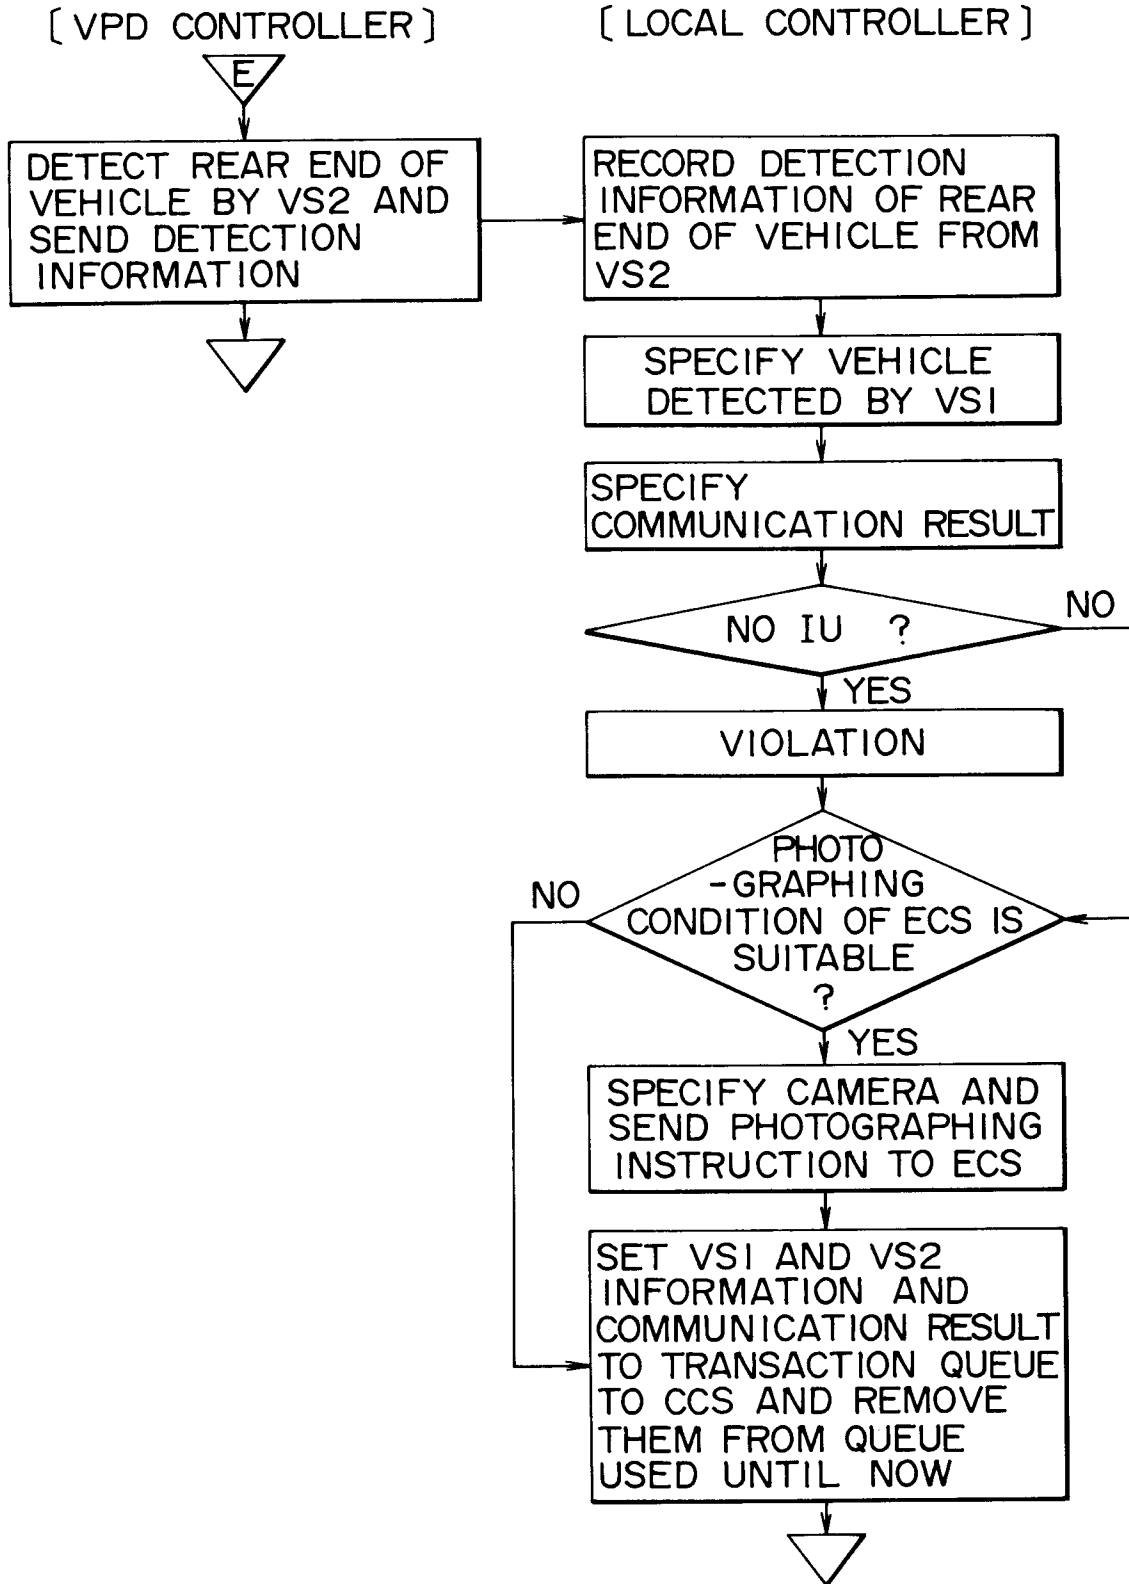 [ VPD CONTROLLER ]
[ LOCAL CONTROLLER ]
E
DETECT REAR END OF
VEHICLE BY VS2 AND
SEND DETECTION
INFORMATION
RECORD DETECTION
INFORMATION OF REAR
END OF VEHICLE FROM
VS2
SPECIFY VEHICLE
DETECTED BY VS1
SPECIFY
COMMUNICATION RESULT
NO IU ?
NO
YES
VIOLATION
PHOTO
-GRAPHING
CONDITION OF ECS IS
SUITABLE
?
NO
YES
SPECIFY CAMERA AND
SEND PHOTOGRAPHING
INSTRUCTION TO ECS
SET VS1 AND VS2
INFORMATION AND
COMMUNICATION RESULT
TO TRANSACTION QUEUE
TO CCS AND REMOVE
THEM FROM QUEUE
USED UNTIL NOW